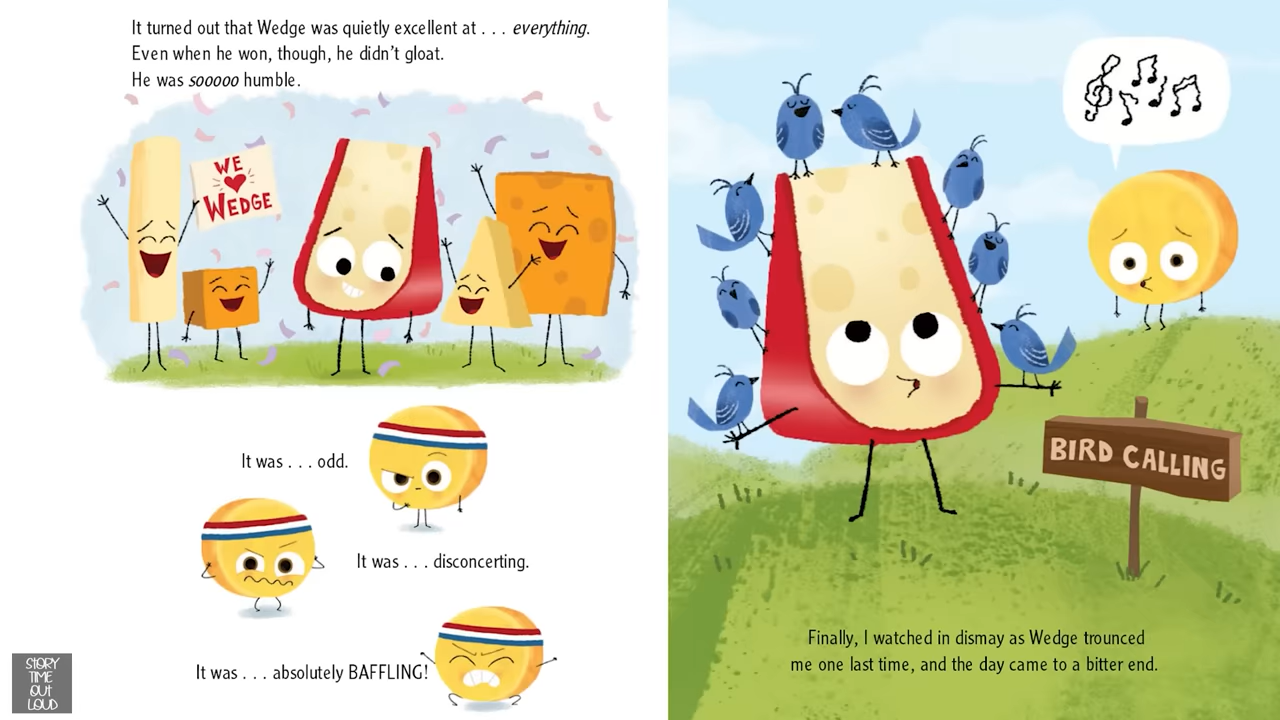 It turned out that Wedge was quietly excellent at . . . everything.
Even when he won, though, he didn't gloat.
He was sooooo humble.
WE
WEDGE
It was . . . odd.
It was . . . disconcerting.
It was . . . absolutely BAFFLING!
STORY
TIME
OUT
LOUD
BIRD CALLING
Finally, I watched in dismay as Wedge trounced
me one last time, and the day came to a bitter end.